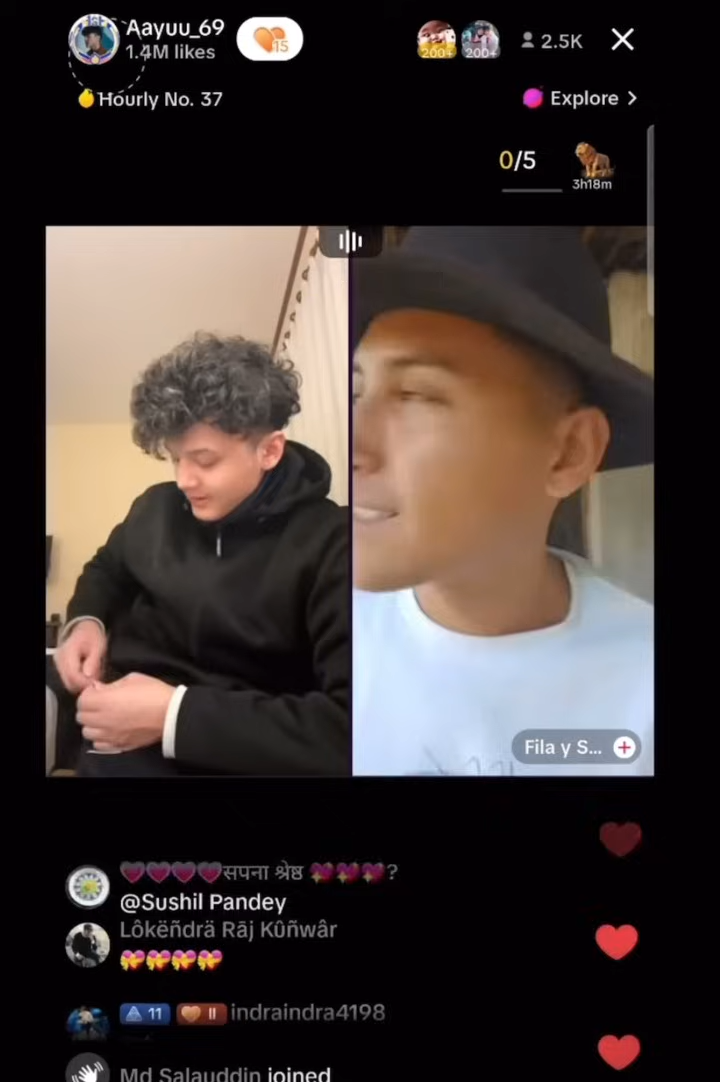 Aayuu_69
1.4M likes
15
200+ 200+
2.5K
Hourly No. 37
Explore
0/5
3h18m
Fila y S...
सपना श्रेष्ठ ?
@Sushil Pandey
Lôkëñdrä Rāj Kûñwâr
11 II indraindra4198
Md Salauddin joined